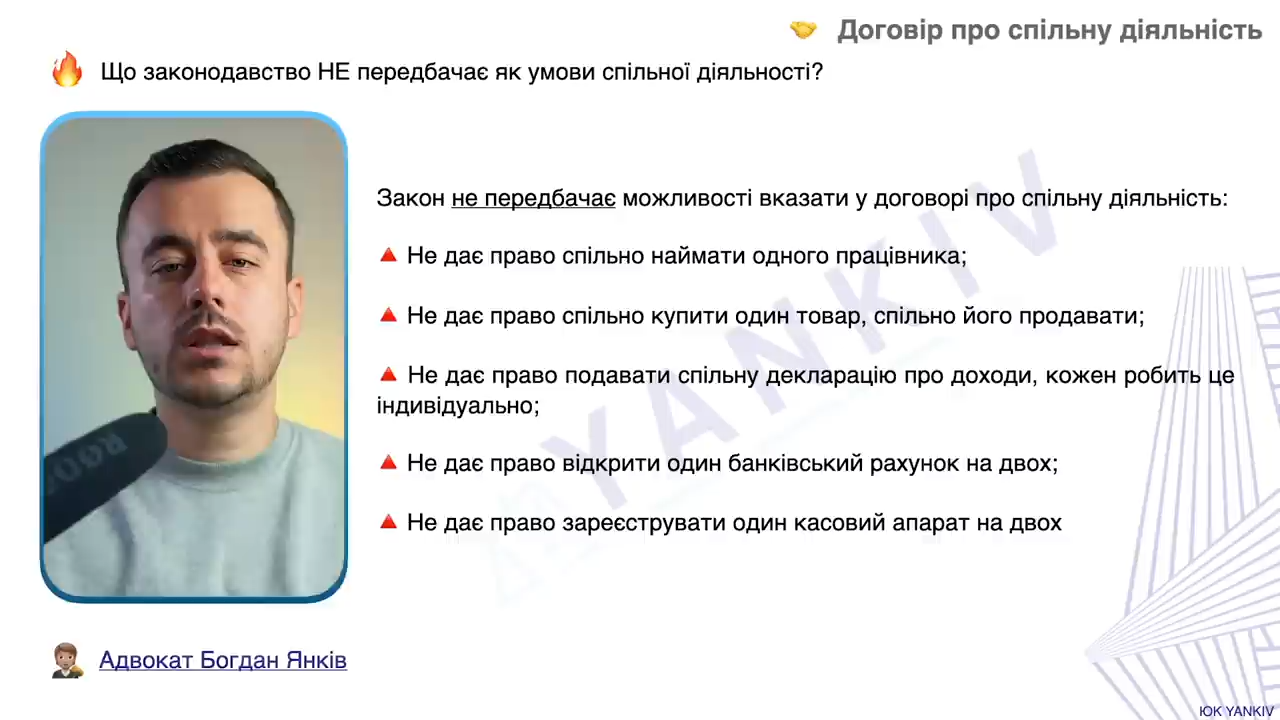 🤝 Договір про спільну діяльність
🔥 Що законодавство НЕ передбачає як умови спільної діяльності?
Закон не передбачає можливості вказати у договорі про спільну діяльність:
🔺 Не дає право спільно наймати одного працівника;
🔺 Не дає право спільно купити один товар, спільно його продавати;
🔺 Не дає право подавати спільну декларацію про доходи, кожен робить це
індивідуально;
🔺 Не дає право відкрити один банківський рахунок на двох;
🔺 Не дає право зареєструвати один касовий апарат на двох
YANKIV
Адвокат Богдан Янків
ЮК YANKIV